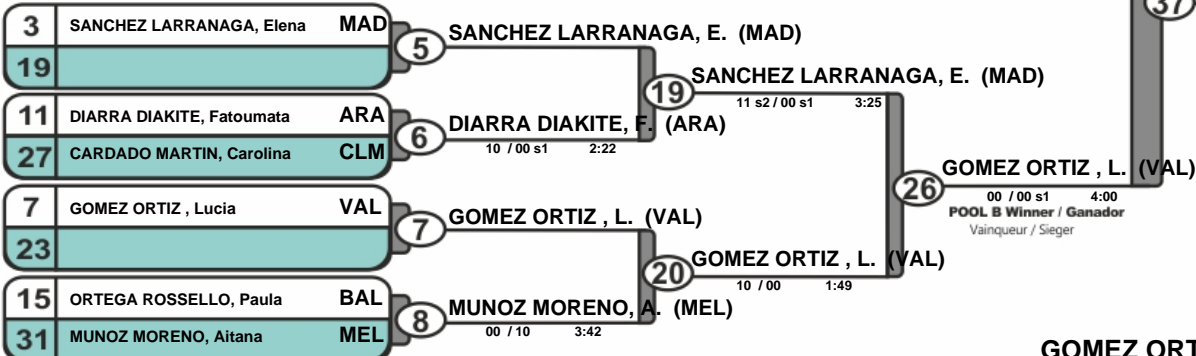 37
3 SANCHEZ LARRANAGA, Elena MAD
19
5 SANCHEZ LARRANAGA, E. (MAD)
11 DIARRA DIAKITE, Fatoumata ARA
27 CARDADO MARTIN, Carolina CLM
6 DIARRA DIAKITE, F. (ARA)
10 / 00 s1 2:22
19 SANCHEZ LARRANAGA, E. (MAD)
11 s2 / 00 s1 3:25
7 GOMEZ ORTIZ , Lucia VAL
23
7 GOMEZ ORTIZ , L. (VAL)
15 ORTEGA ROSSELLO, Paula BAL
31 MUNOZ MORENO, Aitana MEL
8 MUNOZ MORENO, A. (MEL)
00 / 10 3:42
20 GOMEZ ORTIZ , L. (VAL)
10 / 00 1:49
26 GOMEZ ORTIZ , L. (VAL)
00 / 00 s1 4:00
POOL B Winner / Ganador
Vainqueur / Sieger
GOMEZ ORT